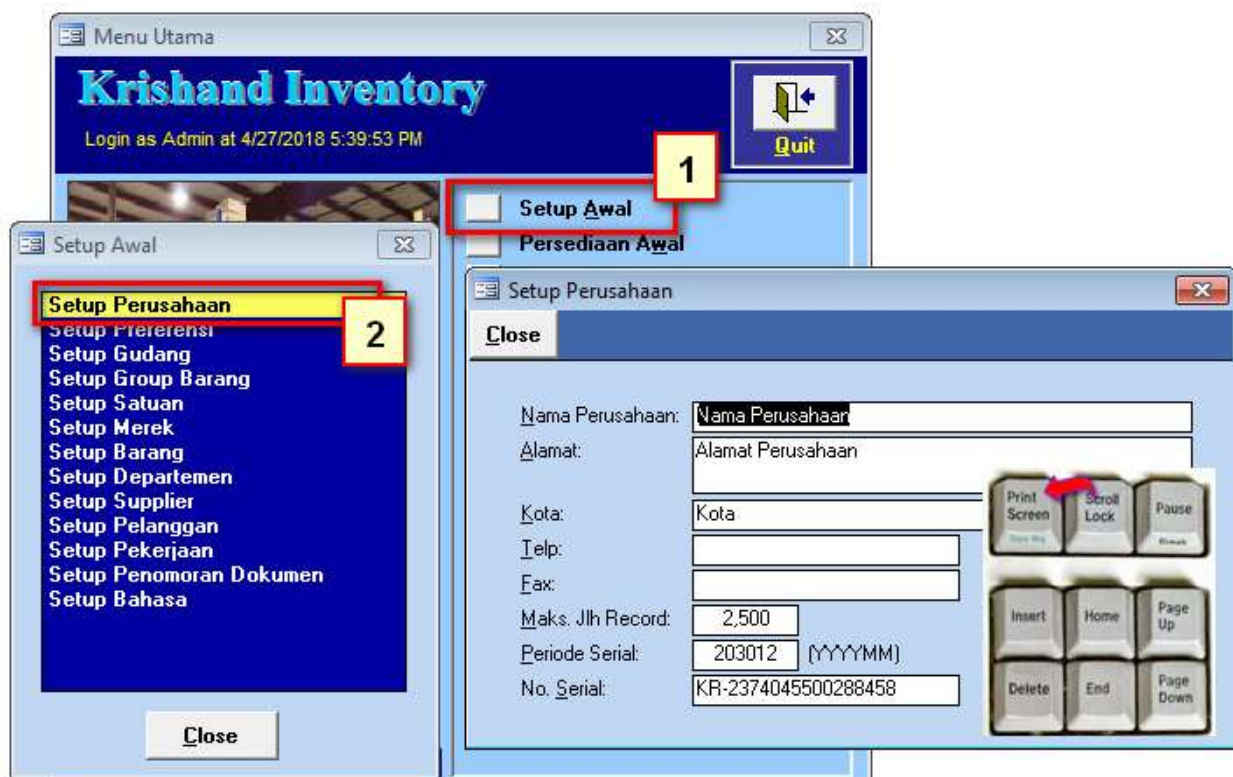 Menu Utama
Krishand Inventory
Login as Admin at 4/27/2018 5:39:53 PM
Quit
1
Setup Awal
Persediaan Awal
Setup Awal
Setup Perusahaan
2
Setup Preferensi
Setup Gudang
Setup Group Barang
Setup Satuan
Setup Merek
Setup Barang
Setup Departemen
Setup Supplier
Setup Pelanggan
Setup Pekerjaan
Setup Penomoran Dokumen
Setup Bahasa
Close
Setup Perusahaan
Close
Nama Perusahaan: Nama Perusahaan
Alamat: Alamat Perusahaan
Kota: Kota
Telp:
Fax:
Maks. Jlh Record: 2,500
Periode Serial: 203012 (YYYYMM)
No. Serial: KR-2374045500288458
Print Screen
Scroll Lock
Pause
Break
Insert
Home
Page Up
Delete
End
Page Down